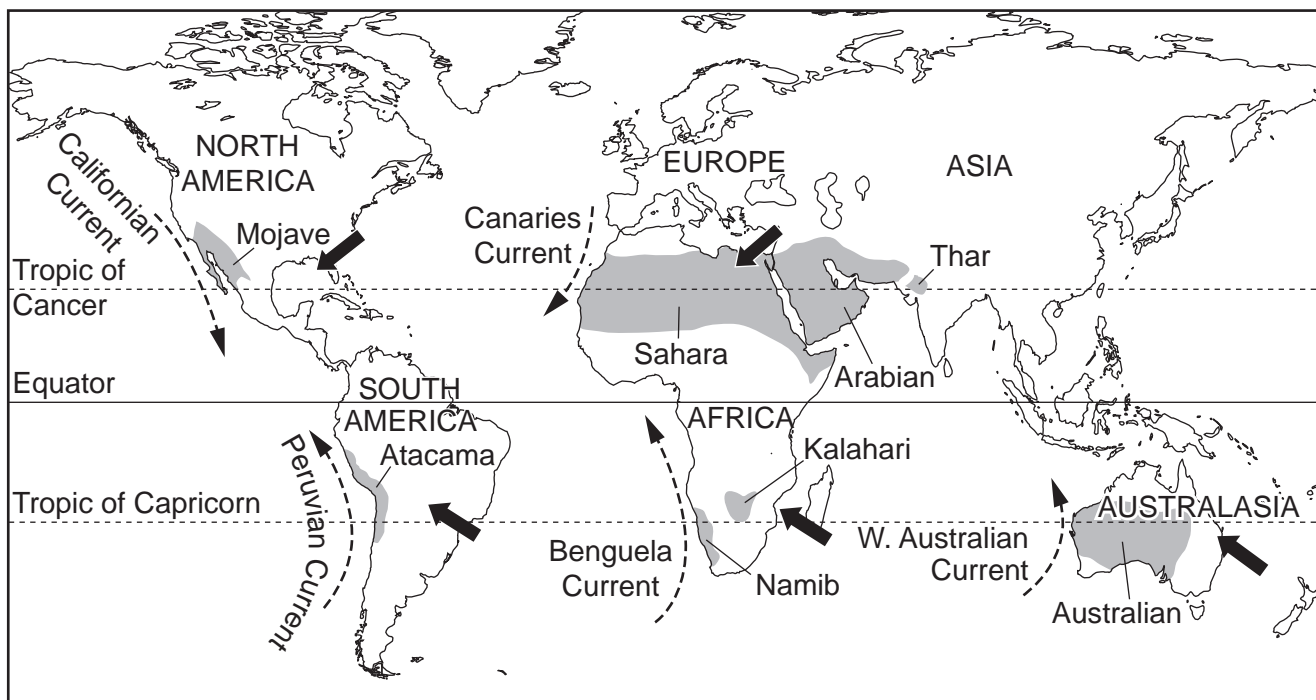 NORTH
AMERICA
EUROPE
ASIA
Californian
Current
Mojave
Canaries
Current
Thar
Tropic of
Cancer
Sahara
Arabian
Equator
SOUTH
AMERICA
AFRICA
Atacama
Kalahari
Peruvian Current
Tropic of Capricorn
AUSTRALASIA
Benguela
Current
Namib
W. Australian
Current
Australian